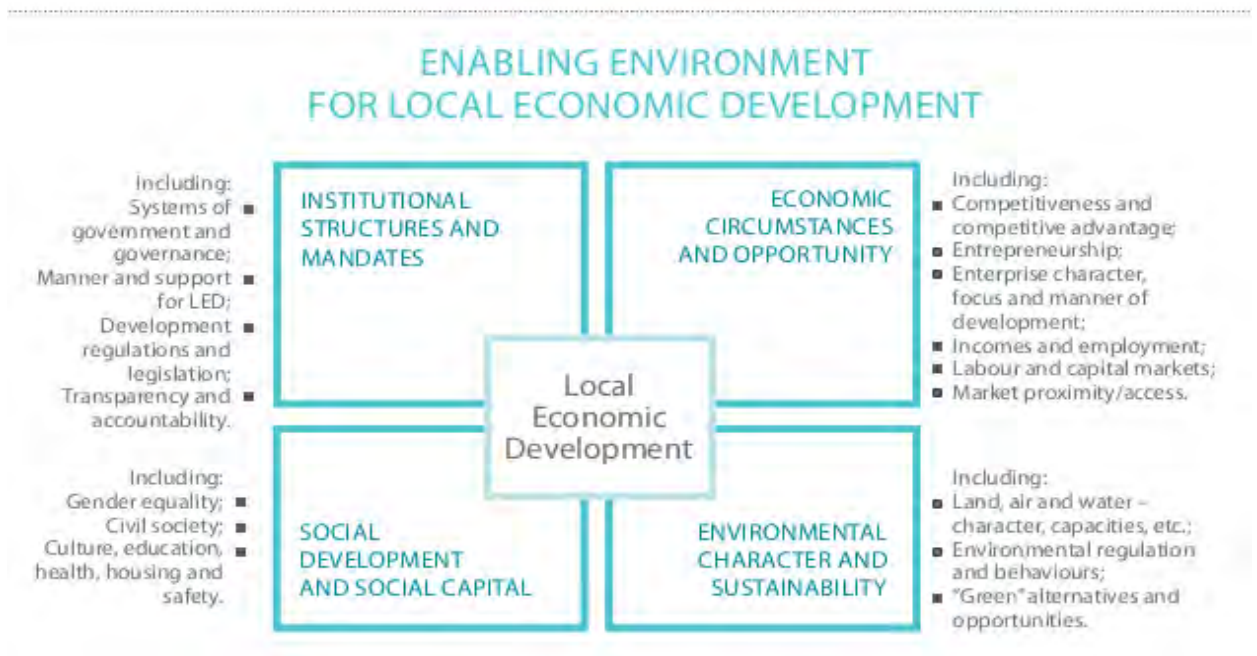 ENABLING ENVIRONMENT
FOR LOCAL ECONOMIC DEVELOPMENT
Including:
Systems of
government and
governance;
Manner and support
for LED;
Development
regulations and
legislation;
Transparency and
accountability.
INSTITUTIONAL
STRUCTURES AND
MANDATES
ECONOMIC
CIRCUMSTANCES
AND OPPORTUNITY
Including:
Competitiveness and
competitive advantage;
Entrepreneurship;
Enterprise character,
focus and manner of
development;
Incomes and employment;
Labour and capital markets;
Market proximity/access.
Local
Economic
Development
Including:
Gender equality;
Civil society;
Culture, education,
health, housing and
safety.
SOCIAL
DEVELOPMENT
AND SOCIAL CAPITAL
ENVIRONMENTAL
CHARACTER AND
SUSTAINABILITY
Including:
Land, air and water –
character, capacities, etc.;
Environmental regulation
and behaviours;
"Green" alternatives and
opportunities.